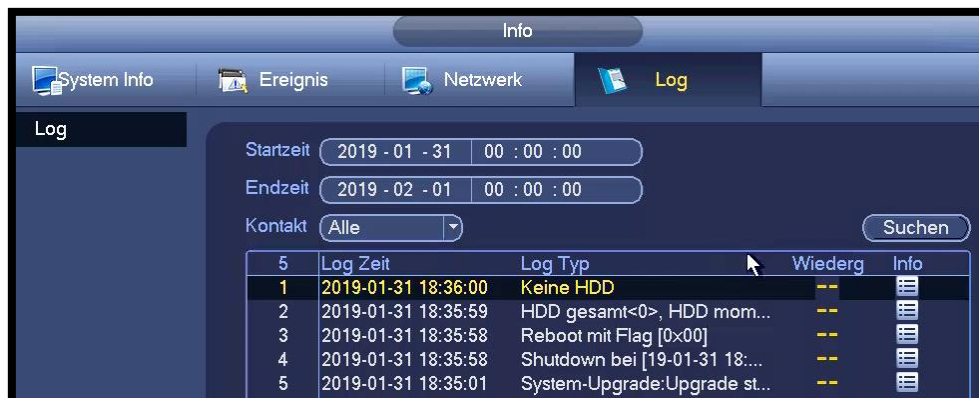 Info
System Info Ereignis Netzwerk Log
Log
Startzeit 2019 - 01 - 31 00 : 00 : 00
Endzeit 2019 - 02 - 01 00 : 00 : 00
Kontakt Alle Suchen
5 Log Zeit Log Typ Wiederg Info
1 2019-01-31 18:36:00 Keine HDD --
2 2019-01-31 18:35:59 HDD gesamt<0>, HDD mom... --
3 2019-01-31 18:35:58 Reboot mit Flag [0x00] --
4 2019-01-31 18:35:58 Shutdown bei [19-01-31 18:... --
5 2019-01-31 18:35:01 System-Upgrade:Upgrade st... --